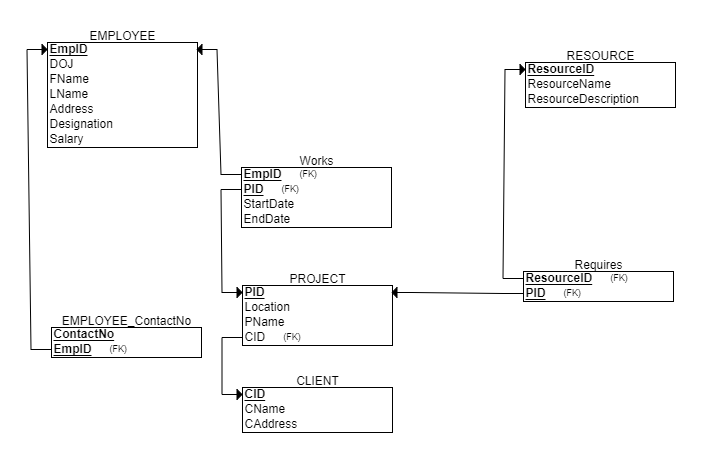 EMPLOYEE
EmpID
DOJ
FName
LName
Address
Designation
Salary
RESOURCE
ResourceID
ResourceName
ResourceDescription
Works
EmpID (FK)
PID (FK)
StartDate
EndDate
Requires
ResourceID (FK)
PID (FK)
PROJECT
PID
Location
PName
CID (FK)
EMPLOYEE_ContactNo
ContactNo
EmpID (FK)
CLIENT
CID
CName
CAddress